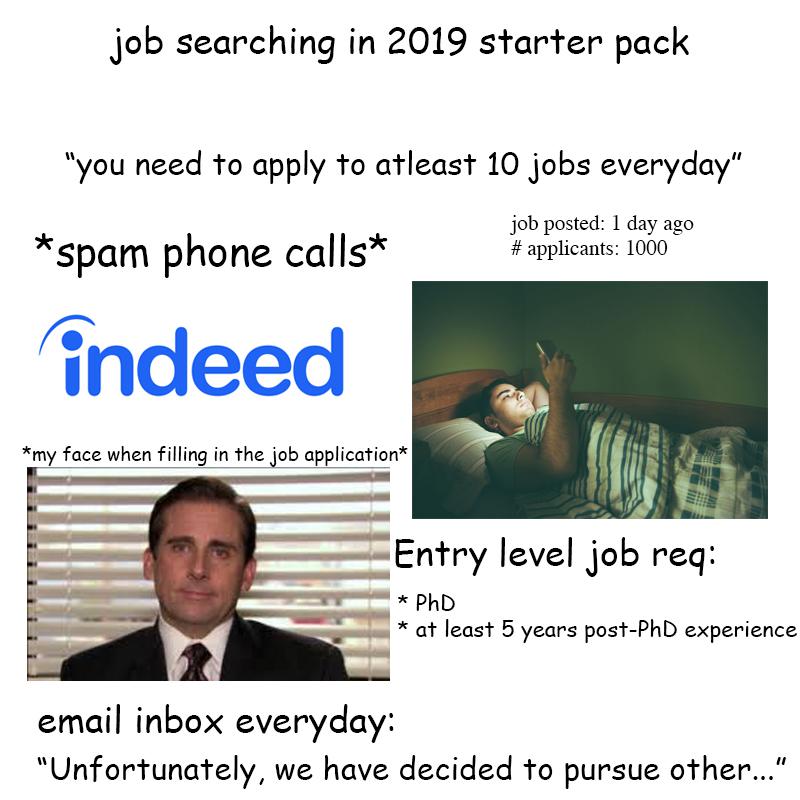 job searching in 2019 starter pack
“you need to apply to atleast 10 jobs everyday”
*spam phone calls*
job posted: 1 day ago
# applicants: 1000
indeed
*my face when filling in the job application*
Entry level job req:
* PhD
* at least 5 years post-PhD experience
email inbox everyday:
“Unfortunately, we have decided to pursue other...”